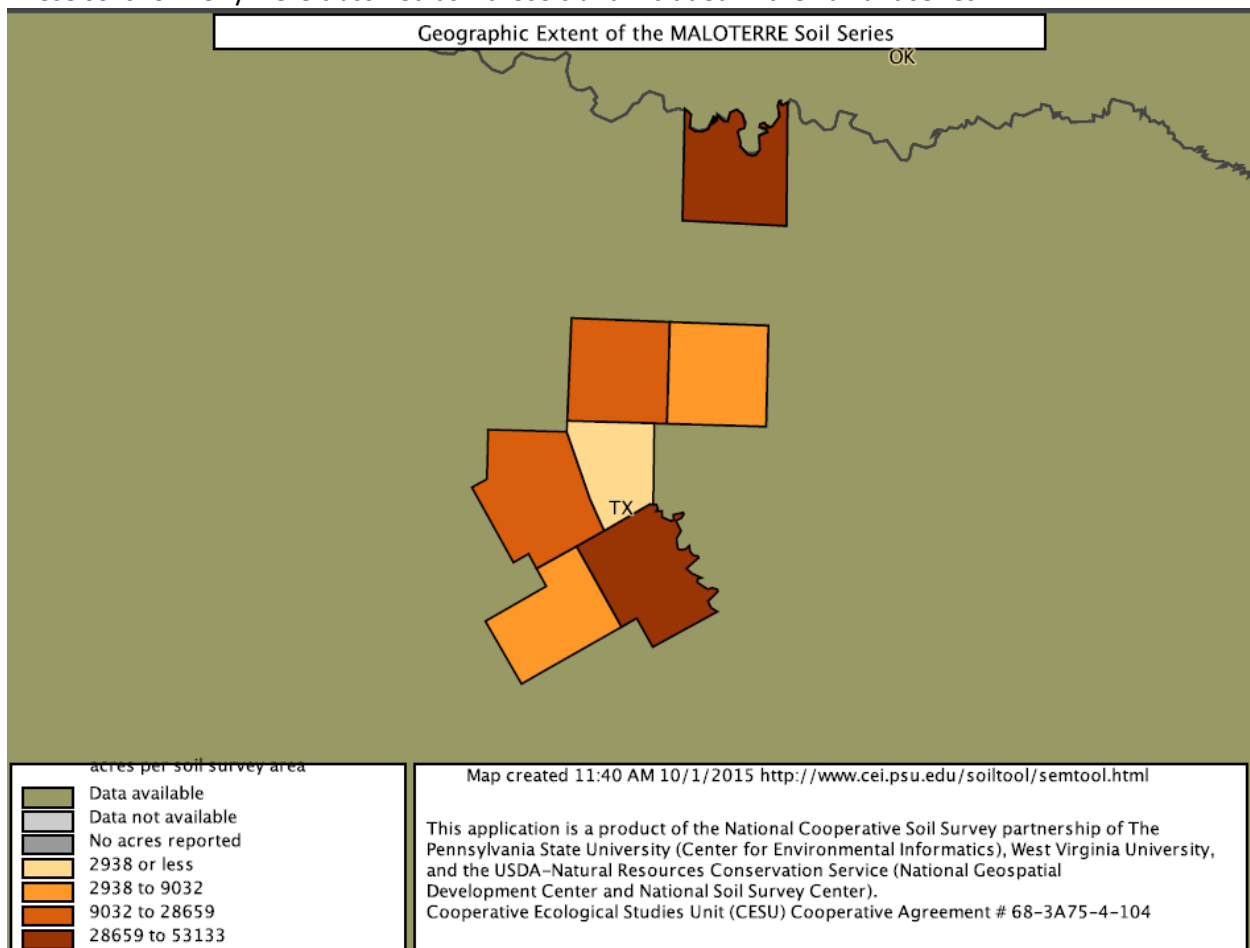 Geographic Extent of the MALOTERRE Soil Series
OK
TX
acres per soil survey area
Data available
Data not available
No acres reported
2938 or less
2938 to 9032
9032 to 28659
28659 to 53133
Map created 11:40 AM 10/1/2015 http://www.cei.psu.edu/soiltool/semtool.html
This application is a product of the National Cooperative Soil Survey partnership of The
Pennsylvania State University (Center for Environmental Informatics), West Virginia University,
and the USDA-Natural Resources Conservation Service (National Geospatial
Development Center and National Soil Survey Center).
Cooperative Ecological Studies Unit (CESU) Cooperative Agreement # 68-3A75-4-104